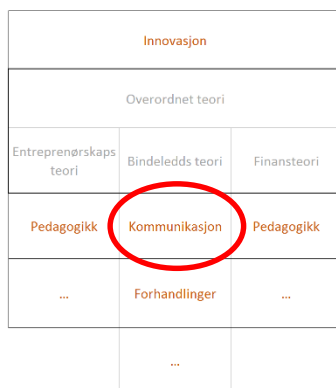 Innovasjon
Overordnet teori
Entreprenørskaps
teori
Bindeledds teori
Finansteori
Pedagogikk
Kommunikasjon
Pedagogikk
...
Forhandlinger
...
...